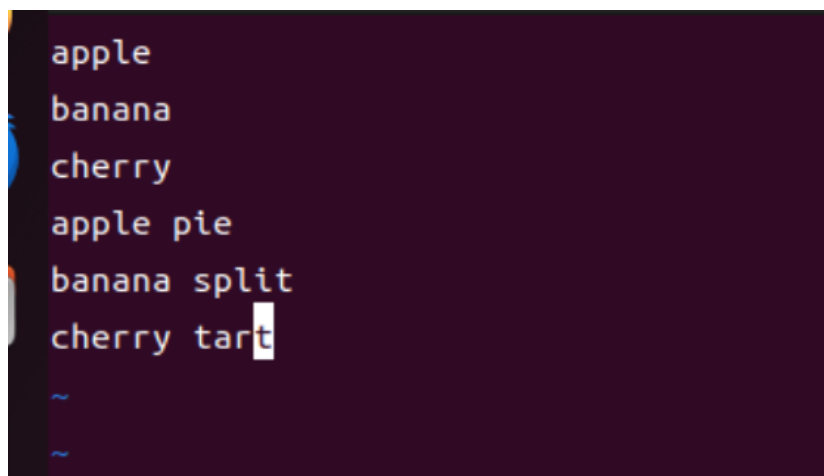 apple
banana
cherry
apple pie
banana split
cherry tart
~
~